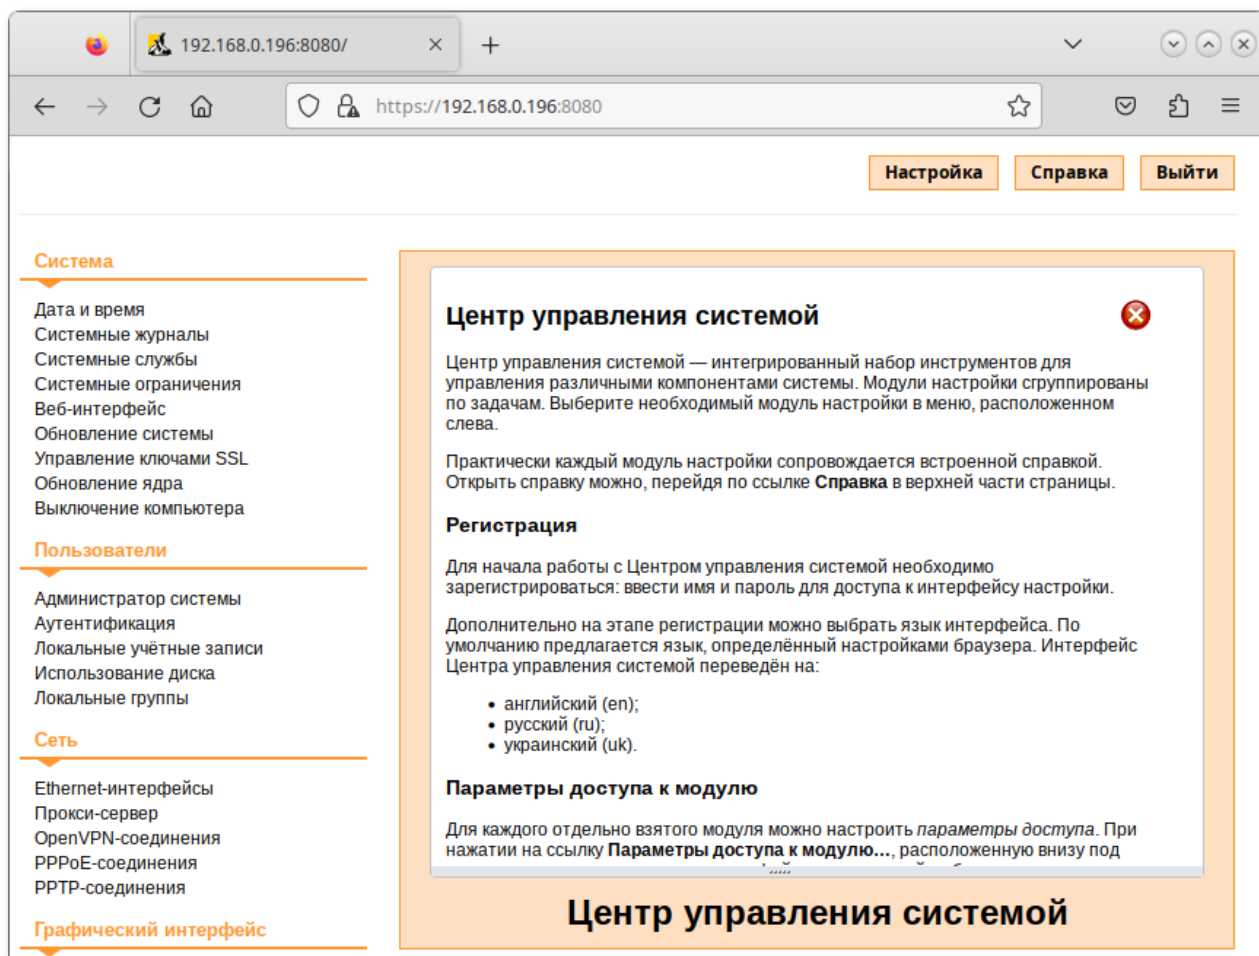 192.168.0.196:8080/
https://192.168.0.196:8080
Настройка Справка Выйти
Система
Дата и время
Системные журналы
Системные службы
Системные ограничения
Веб-интерфейс
Обновление системы
Управление ключами SSL
Обновление ядра
Выключение компьютера
Пользователи
Администратор системы
Аутентификация
Локальные учётные записи
Использование диска
Локальные группы
Сеть
Ethernet-интерфейсы
Прокси-сервер
OpenVPN-соединения
PPPoE-соединения
PPTP-соединения
Графический интерфейс
Центр управления системой
Центр управления системой — интегрированный набор инструментов для
управления различными компонентами системы. Модули настройки сгруппированы
по задачам. Выберите необходимый модуль настройки в меню, расположенном
слева.
Практически каждый модуль настройки сопровождается встроенной справкой.
Открыть справку можно, перейдя по ссылке Справка в верхней части страницы.
Регистрация
Для начала работы с Центром управления системой необходимо
зарегистрироваться: ввести имя и пароль для доступа к интерфейсу настройки.
Дополнительно на этапе регистрации можно выбрать язык интерфейса. По
умолчанию предлагается язык, определённый настройками браузера. Интерфейс
Центра управления системой переведён на:
• английский (en);
• русский (ru);
• украинский (uk).
Параметры доступа к модулю
Для каждого отдельно взятого модуля можно настроить параметры доступа. При
нажатии на ссылку Параметры доступа к модулю..., расположенную внизу под
Центр управления системой